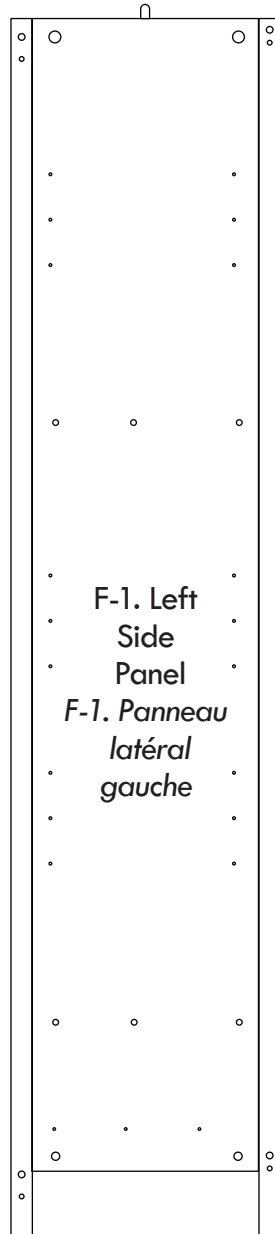 F-1. Left
Side
Panel
F-1. Panneau
latéral
gauche